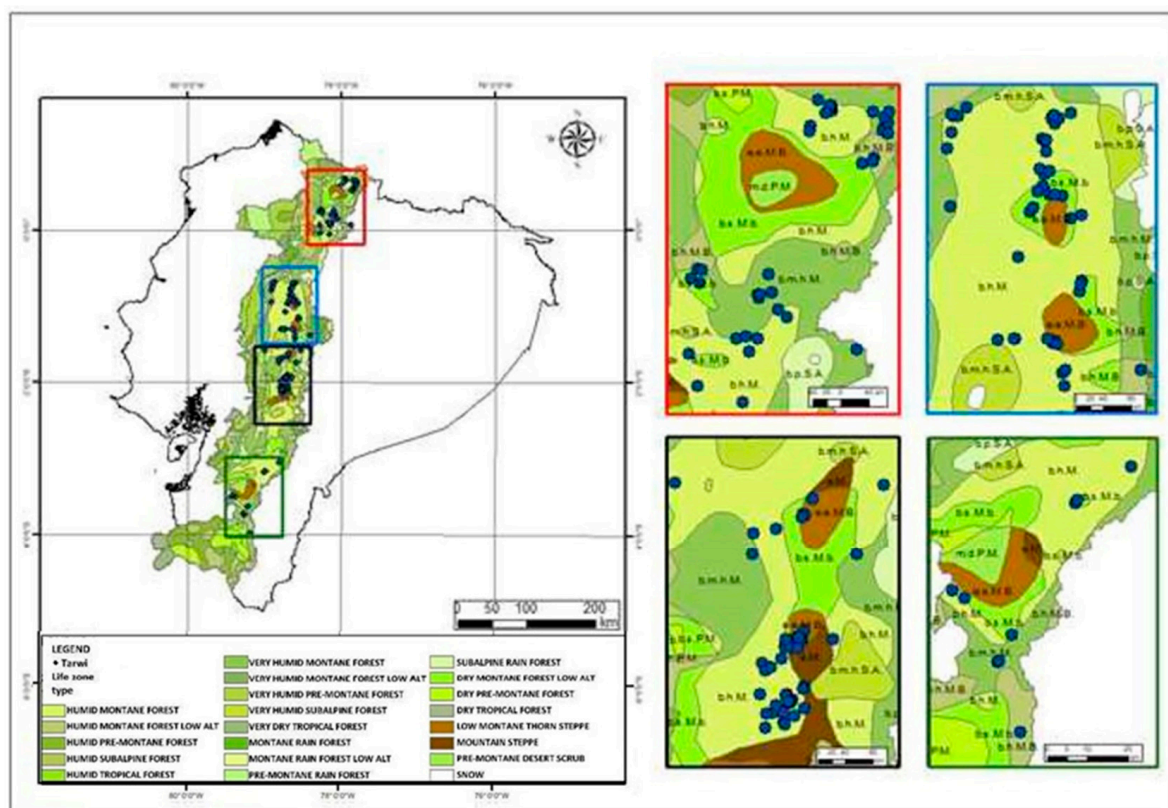 80°0'0"W
78°0'0"W
76°0'0"W
N
W
E
S
0 50 100 200
km
LEGEND
Tarwi
Life zone
type
HUMID MONTANE FOREST
HUMID MONTANE FOREST LOW ALT
HUMID PRE-MONTANE FOREST
HUMID SUBALPINE FOREST
HUMID TROPICAL FOREST
VERY HUMID MONTANE FOREST
VERY HUMID MONTANE FOREST LOW ALT
VERY HUMID PRE-MONTANE FOREST
VERY HUMID SUBALPINE FOREST
VERY DRY TROPICAL FOREST
MONTANE RAIN FOREST
MONTANE RAIN FOREST LOW ALT
PRE-MONTANE RAIN FOREST
SUBALPINE RAIN FOREST
DRY MONTANE FOREST LOW ALT
DRY PRE-MONTANE FOREST
DRY TROPICAL FOREST
LOW MONTANE THORN STEPPE
MOUNTAIN STEPPE
PRE-MONTANE DESERT SCRUB
SNOW
b.s.P.M.
b.h.M.
b.h.M.
b.h.M.B.
e.e.M.B.
m.d.P.M.
b.s.M.b.
b.h.M.
b.h.M.B.
b.h.M.B.
b.m.h.M.
b.m.h.S.A.
b.s.M.b.
b.h.M.
b.p.S.A.
b.m.h.S.A.
b.p.S.A.
b.m.h.S.A.
b.s.M.b
b.m.h.M
b.h.M.
b.s.M.b
e.e.M.B.
b.h.M.B.
b.m.h.S.A.
b.h.M.B.
b.m.h.S.A.
e.M.
e.e.M.B.
b.h.M.
b.s.M.b.
b.m.h.M.
b.m.h.M.
b.s.P.M
b.h.M.
e.M.
b.m.h.S.A.
b.h.M.
b.h.M.
b.p.S.A.
b.h.M.
b.s.M.b.
b.s.M.b.
m.d.P.M.
e.e.M.B.
b.s.M.b.
b.h.M.
b.s.M.b.
b.h.M.B.
b.m.h.M.
b.h.M.B.
b.h.M.
b.s.M.b.
b.h.M.B.